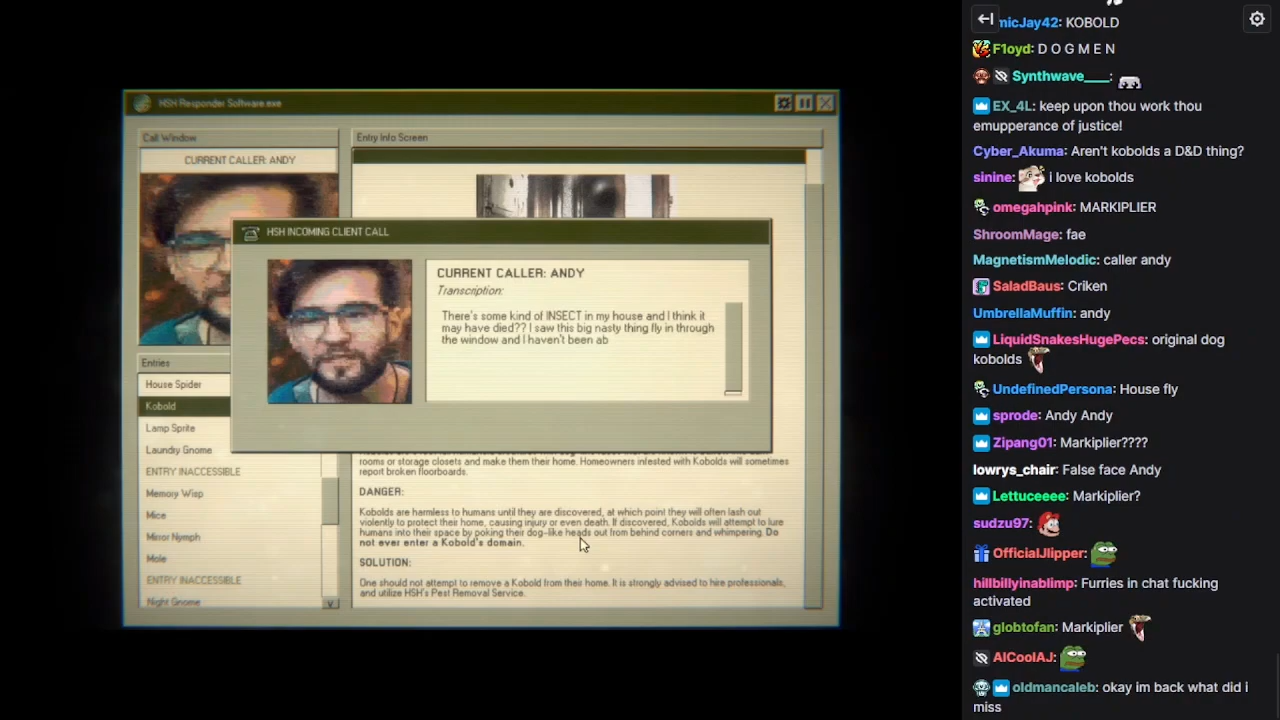 HSH Responder Software.exe
Call Window
CURRENT CALLER: ANDY
Entries
House Spider
Kobold
Lamp Sprite
Laundry Gnome
ENTRY INACCESSIBLE
Memory Wisp
Mice
Mirror Nymph
Mole
ENTRY INACCESSIBLE
Night Gnome
Entry Info Screen
HSH INCOMING CLIENT CALL
CURRENT CALLER: ANDY
Transcription:
There's some kind of INSECT in my house and I think it
may have died?? I saw this big nasty thing fly in through
the window and I haven't been ab
rooms or storage closets and make them their home. Homeowners infested with Kobolds will sometimes
report broken floorboards.
DANGER:
Kobolds are harmless to humans until they are discovered, at which point they will often lash out
violently to protect their home, causing injury or even death. If discovered, Kobolds will attempt to lure
humans into their space by poking their dog-like heads out from behind corners and whimpering. Do
not ever enter a Kobold's domain.
SOLUTION:
One should not attempt to remove a Kobold from their home. It is strongly advised to hire professionals,
and utilize HSH's Pest Removal Service.
micJay42: KOBOLD
F1oyd: D O G M E N
Synthwave___:
EX_4L: keep upon thou work thou
emupperance of justice!
Cyber_Akuma: Aren't kobolds a D&D thing?
sinine: i love kobolds
omegahpink: MARKIPLIER
ShroomMage: fae
MagnetismMelodic: caller andy
SaladBaus: Criken
UmbrellaMuffin: andy
LiquidSnakesHugePecs: original dog
kobolds
UndefinedPersona: House fly
sprode: Andy Andy
Zipang01: Markiplier????
lowrys_chair: False face Andy
Lettuceeee: Markiplier?
sudzu97:
OfficialJlipper:
hillbillyinablimp: Furries in chat fucking
activated
globtofan: Markiplier
AlCoolAJ:
oldmancaleb: okay im back what did i
miss